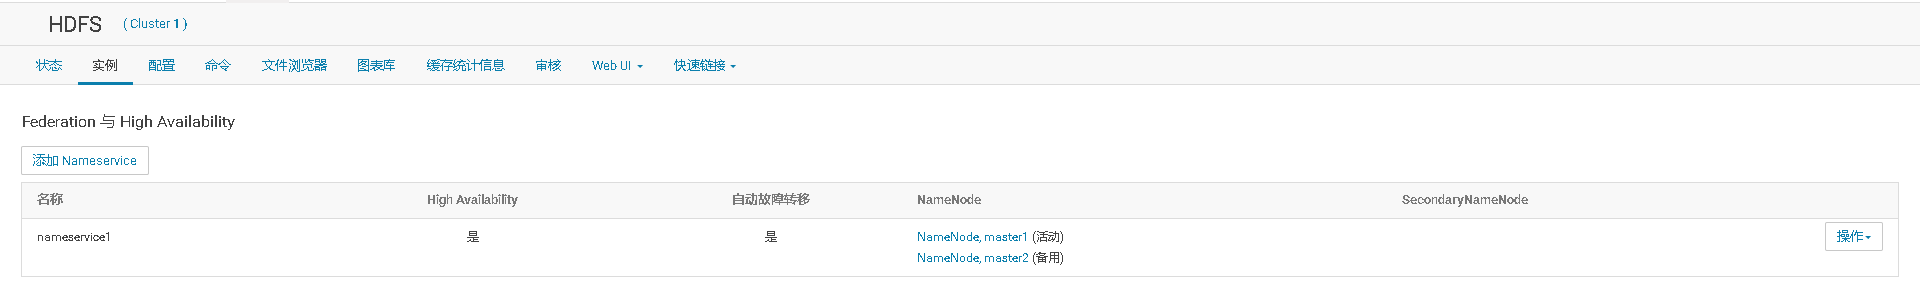 HDFS ( Cluster 1 )
状态 实例 配置 命令 文件浏览器 图表库 缓存统计信息 审核 Web UI 快速链接
Federation 与 High Availability
添加 Nameservice
名称 High Availability 自动故障转移 NameNode SecondaryNameNode
nameservice1 是 是 NameNode, master1 (活动) 操作
NameNode, master2 (备用)